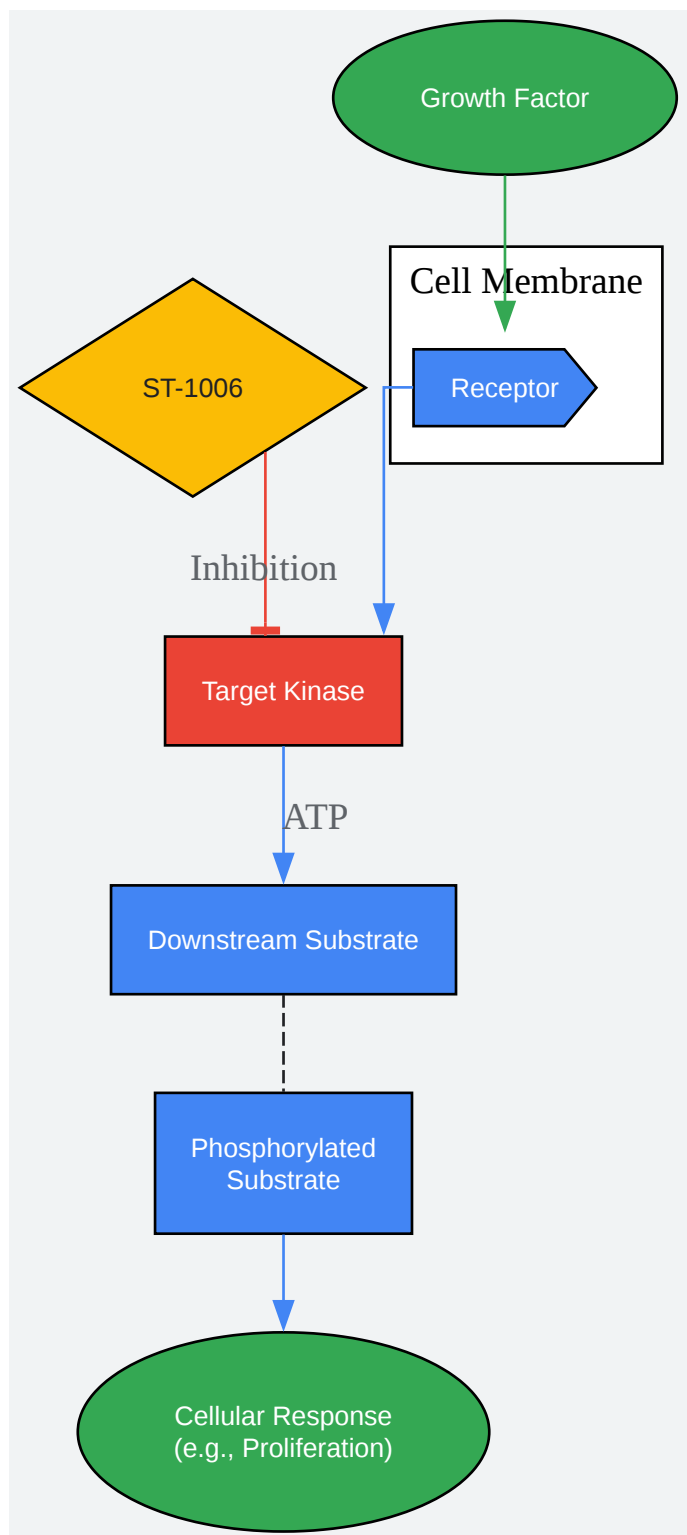 Growth Factor
Cell Membrane
ST-1006
Receptor
Inhibition
Target Kinase
ATP
Downstream Substrate
Phosphorylated
Substrate
Cellular Response
(e.g., Proliferation)